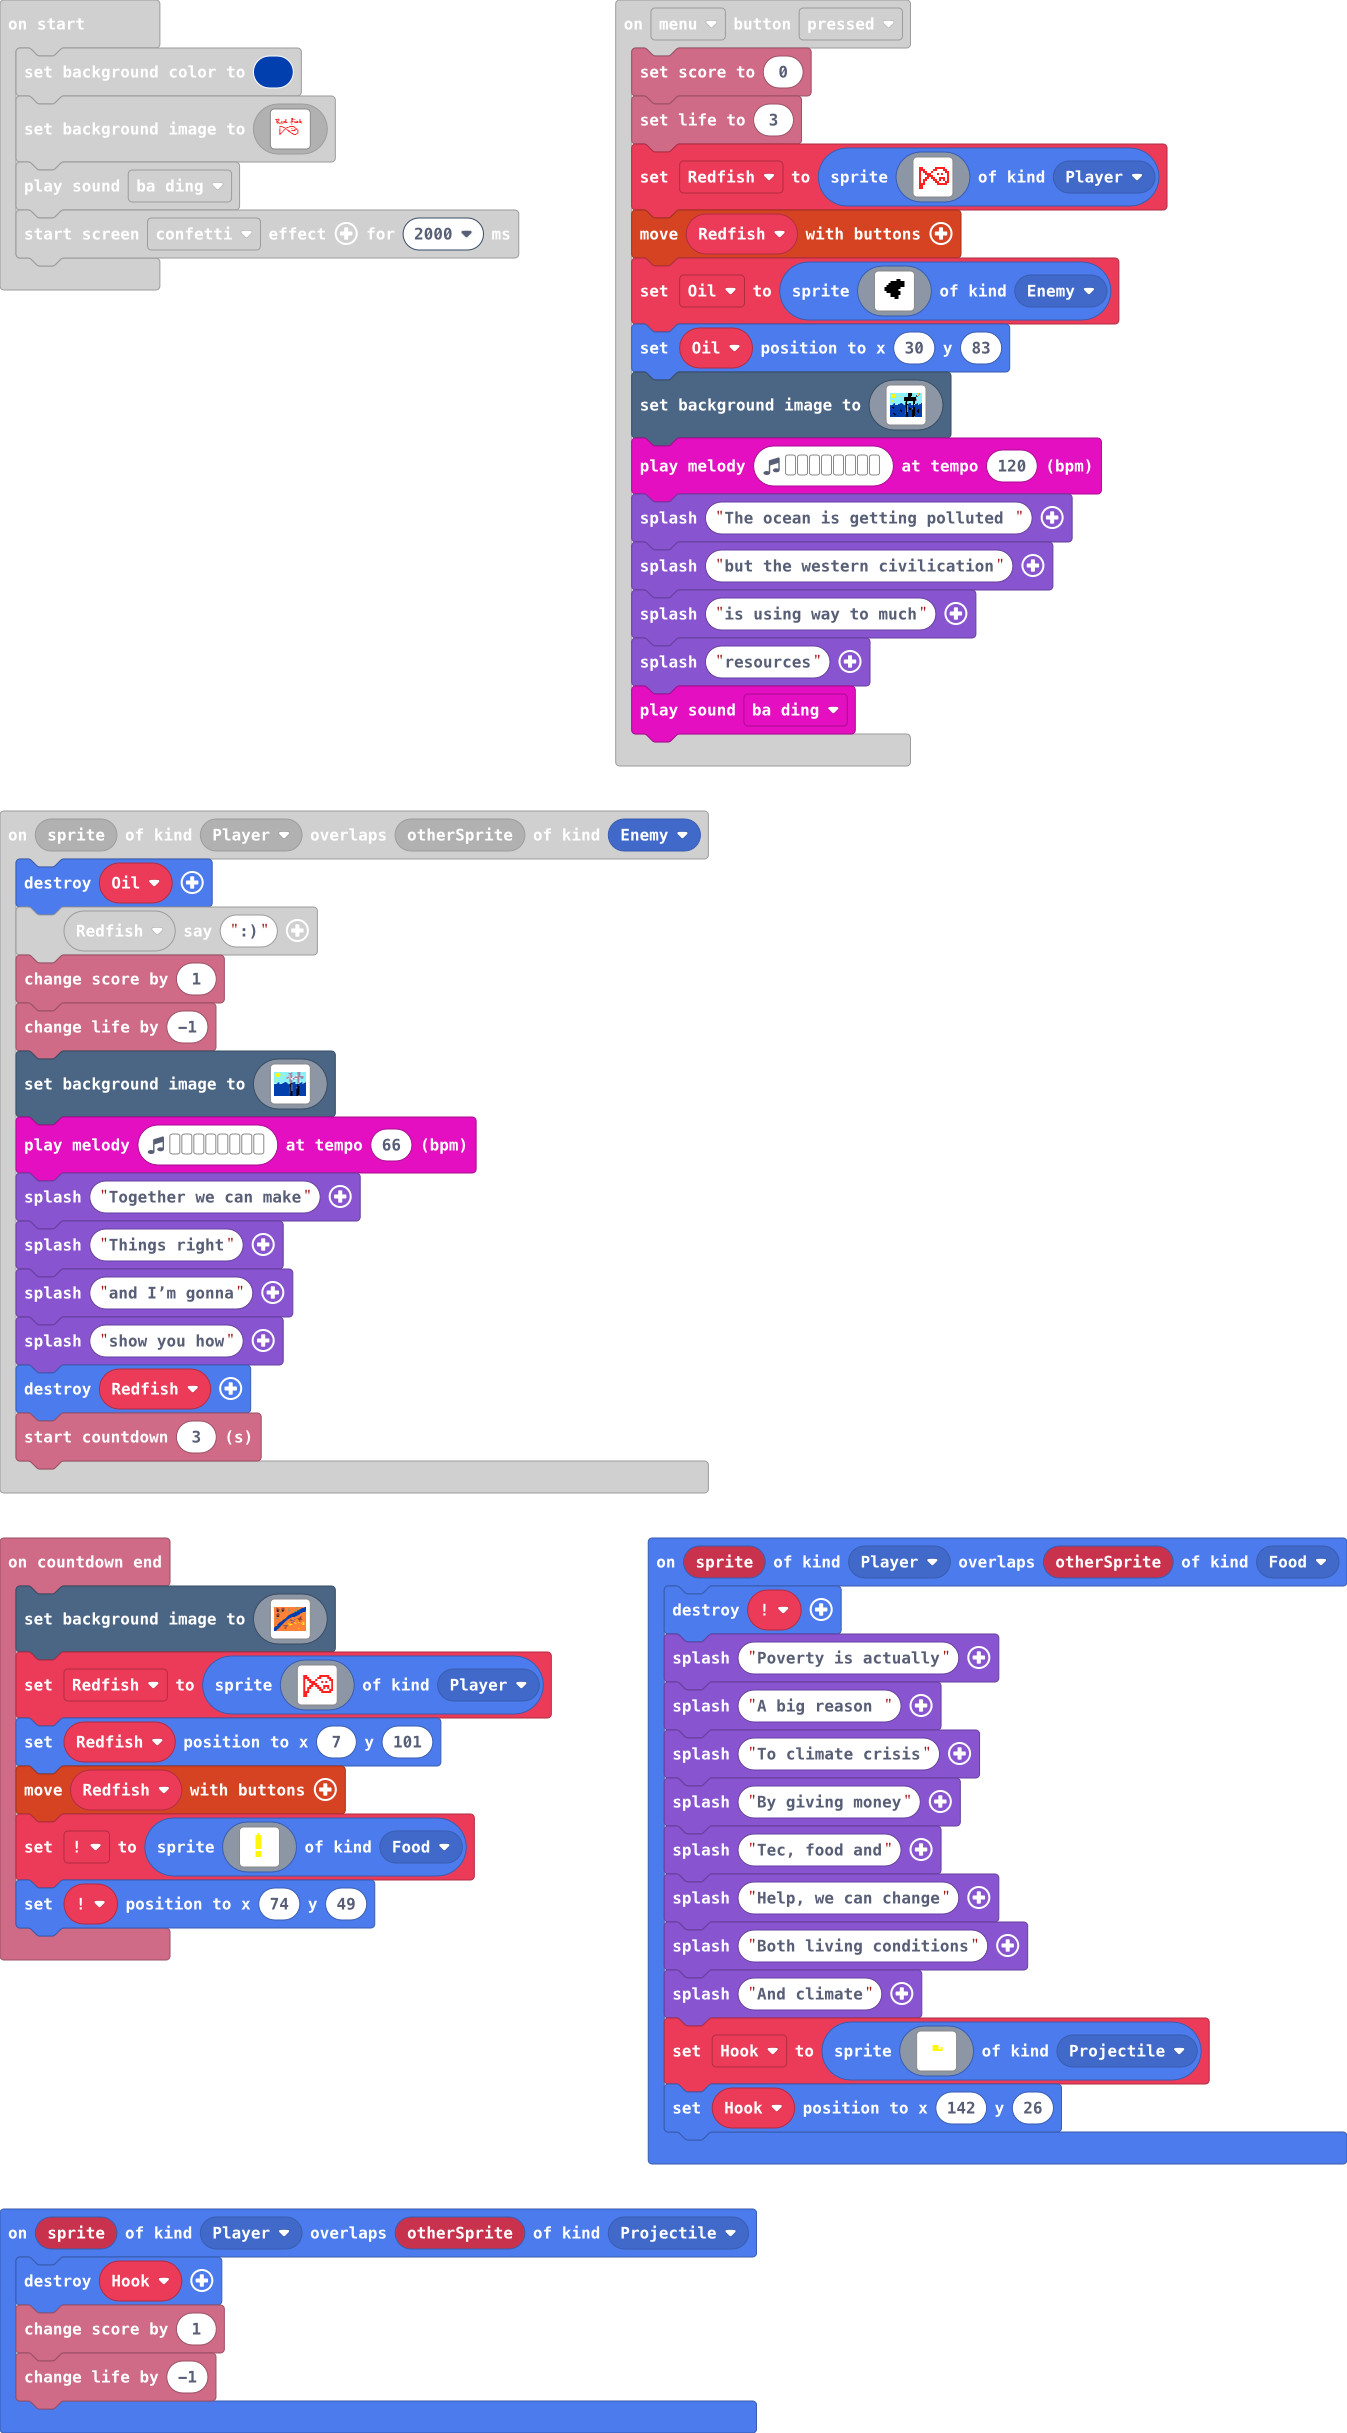 on start
set background color to
set background image to
play sound ba ding
start screen confetti effect for 2000 ms
on menu button pressed
set score to 0
set life to 3
set Redfish to sprite of kind Player
move Redfish with buttons
set Oil to sprite of kind Enemy
set Oil position to x 30 y 83
set background image to
play melody at tempo 120 (bpm)
splash "The ocean is getting polluted "
splash "but the western civilication"
splash "is using way to much"
splash "resources"
play sound ba ding
on sprite of kind Player overlaps otherSprite of kind Enemy
destroy Oil
Redfish say ":)"
change score by 1
change life by -1
set background image to
play melody at tempo 66 (bpm)
splash "Together we can make"
splash "Things right"
splash "and I’m gonna"
splash "show you how"
destroy Redfish
start countdown 3 (s)
on countdown end
set background image to
set Redfish to sprite of kind Player
set Redfish position to x 7 y 101
move Redfish with buttons
set ! to sprite of kind Food
set ! position to x 74 y 49
on sprite of kind Player overlaps otherSprite of kind Food
destroy !
splash "Poverty is actually"
splash "A big reason "
splash "To climate crisis"
splash "By giving money"
splash "Tec, food and"
splash "Help, we can change"
splash "Both living conditions"
splash "And climate"
set Hook to sprite of kind Projectile
set Hook position to x 142 y 26
on sprite of kind Player overlaps otherSprite of kind Projectile
destroy Hook
change score by 1
change life by -1